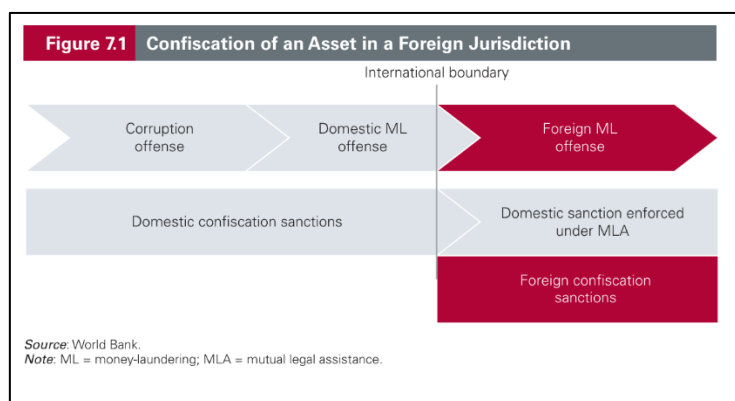 Figure 7.1 Confiscation of an Asset in a Foreign Jurisdiction
International boundary
Corruption
offense
Domestic ML
offense
Foreign ML
offense
Domestic confiscation sanctions
Domestic sanction enforced
under MLA
Foreign confiscation
sanctions
Source: World Bank.
Note: ML = money-laundering; MLA = mutual legal assistance.